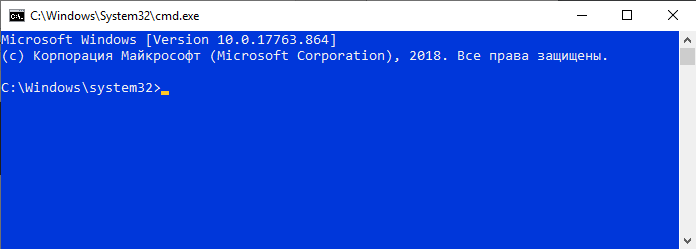 C:\Windows\System32\cmd.exe
Microsoft Windows [Version 10.0.17763.864]
(c) Корпорация Майкрософт (Microsoft Corporation), 2018. Все права защищены.
C:\Windows\system32>